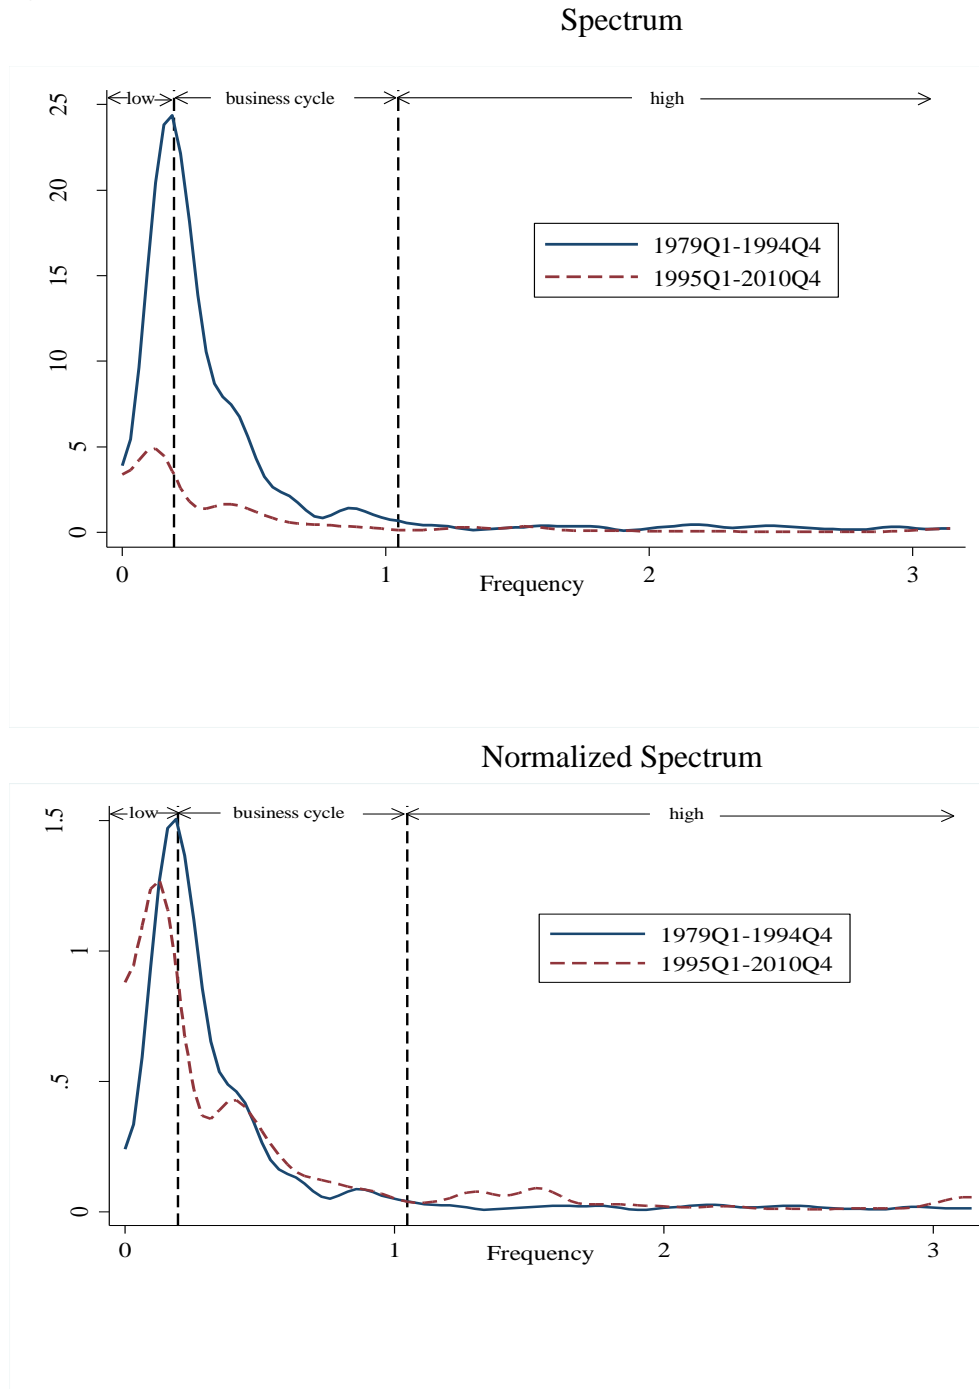 Spectrum
low business cycle high
25
20
15
10
5
0
1979Q1-1994Q4
1995Q1-2010Q4
0 1 2 3
Frequency
Normalized Spectrum
low business cycle high
1.5
1
.5
0
1979Q1-1994Q4
1995Q1-2010Q4
0 1 2 3
Frequency